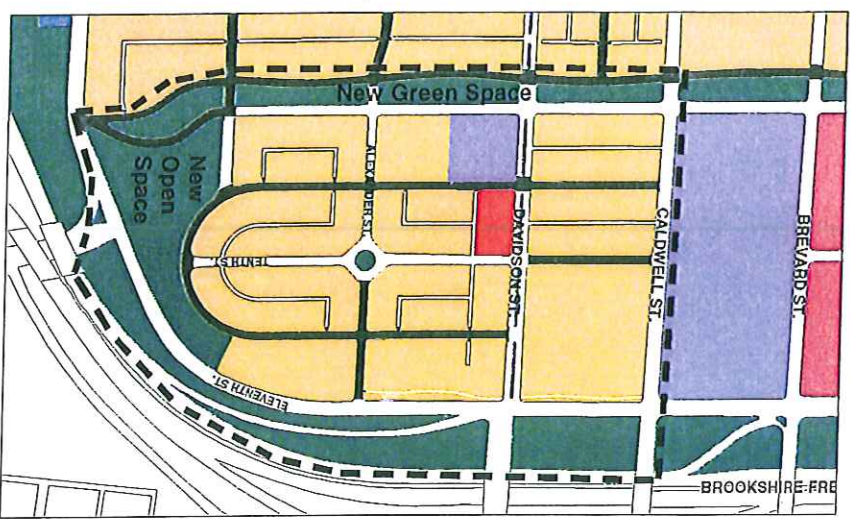 New Green Space
New
Open
Space
ALEXANDER ST.
TENTH ST.
DAVIDSON ST.
CALDWELL ST.
BREVARD ST.
ELEVENTH ST.
BROOKSHIRE FRE